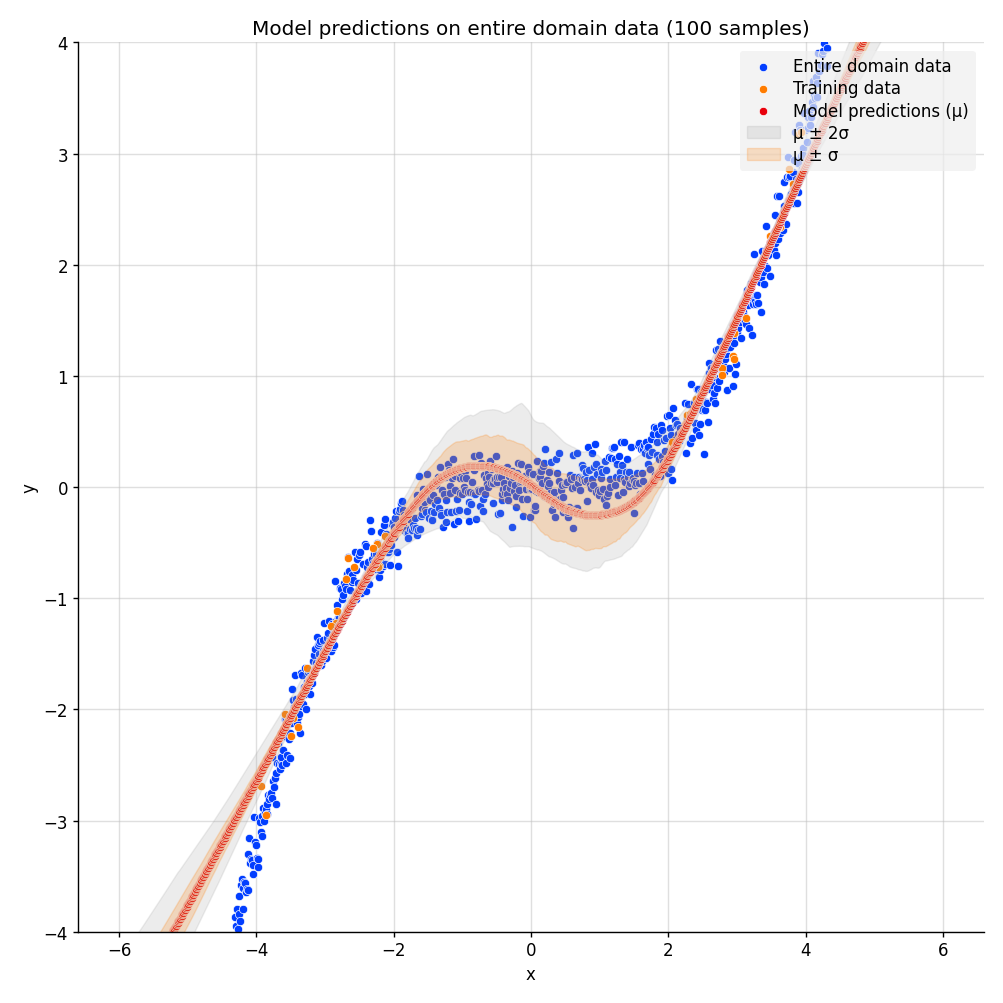 Model predictions on entire domain data (100 samples)
Entire domain data
Training data
Model predictions (μ)
μ ± 2σ
μ ± σ
y
4
3
2
1
0
−1
−2
−3
−4
−6 −4 −2 0 2 4 6
x